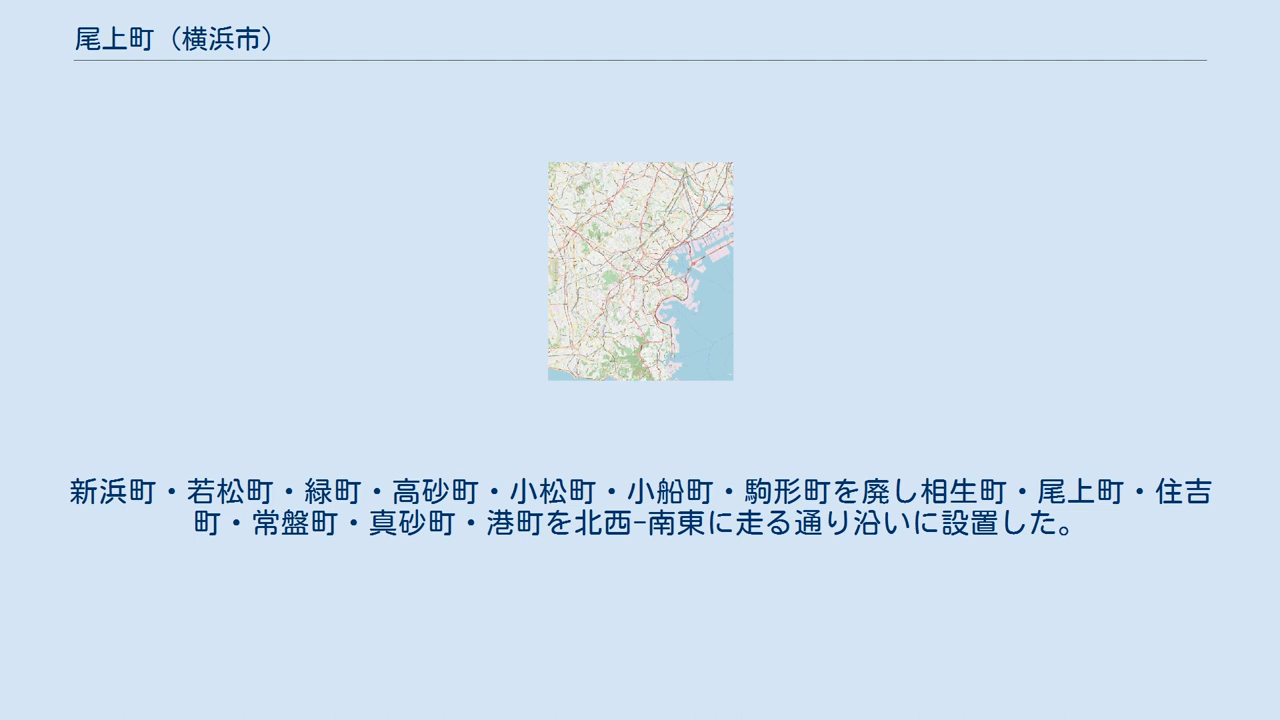 尾上町（横浜市）
新浜町・若松町・緑町・高砂町・小松町・小船町・駒形町を廃し相生町・尾上町・住吉
町・常盤町・真砂町・港町を北西-南東に走る通り沿いに設置した。